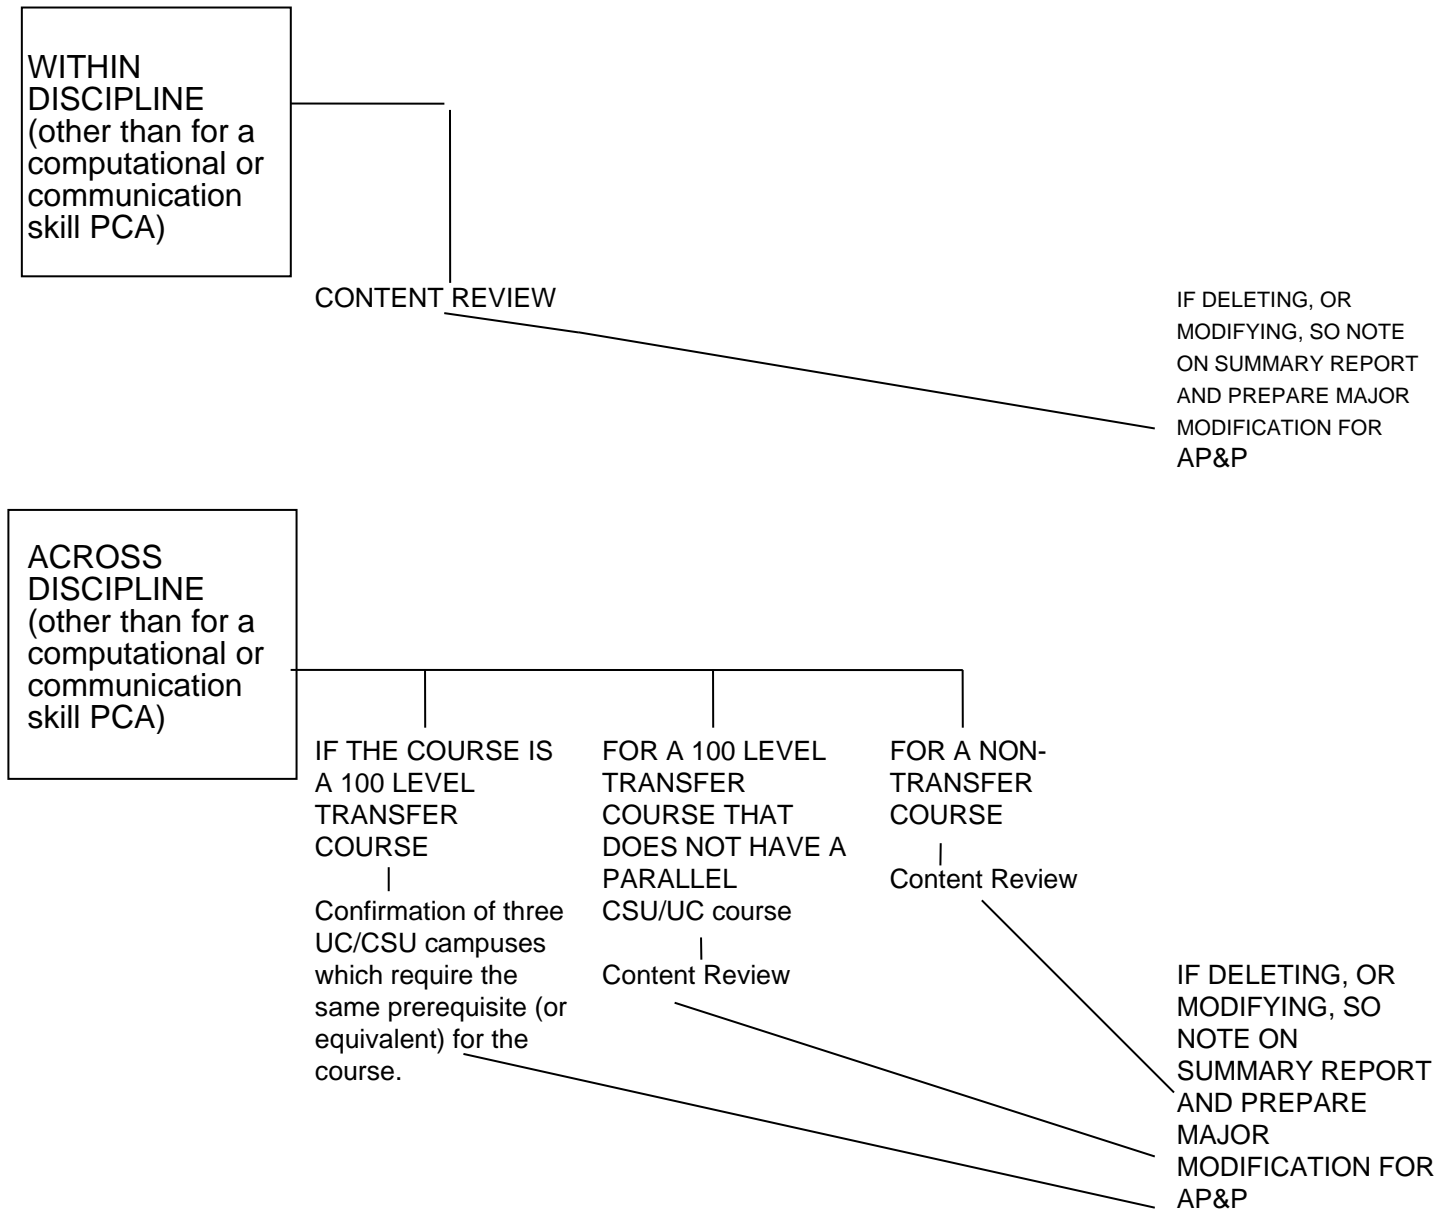 WITHIN
DISCIPLINE
(other than for a
computational or
communication
skill PCA)
CONTENT REVIEW
IF DELETING, OR
MODIFYING, SO NOTE
ON SUMMARY REPORT
AND PREPARE MAJOR
MODIFICATION FOR
AP&P
ACROSS
DISCIPLINE
(other than for a
computational or
communication
skill PCA)
IF THE COURSE IS
A 100 LEVEL
TRANSFER
COURSE
Confirmation of three
UC/CSU campuses
which require the
same prerequisite (or
equivalent) for the
course.
FOR A 100 LEVEL
TRANSFER
COURSE THAT
DOES NOT HAVE A
PARALLEL
CSU/UC course
Content Review
FOR A NON-
TRANSFER
COURSE
Content Review
IF DELETING, OR
MODIFYING, SO
NOTE ON
SUMMARY REPORT
AND PREPARE
MAJOR
MODIFICATION FOR
AP&P